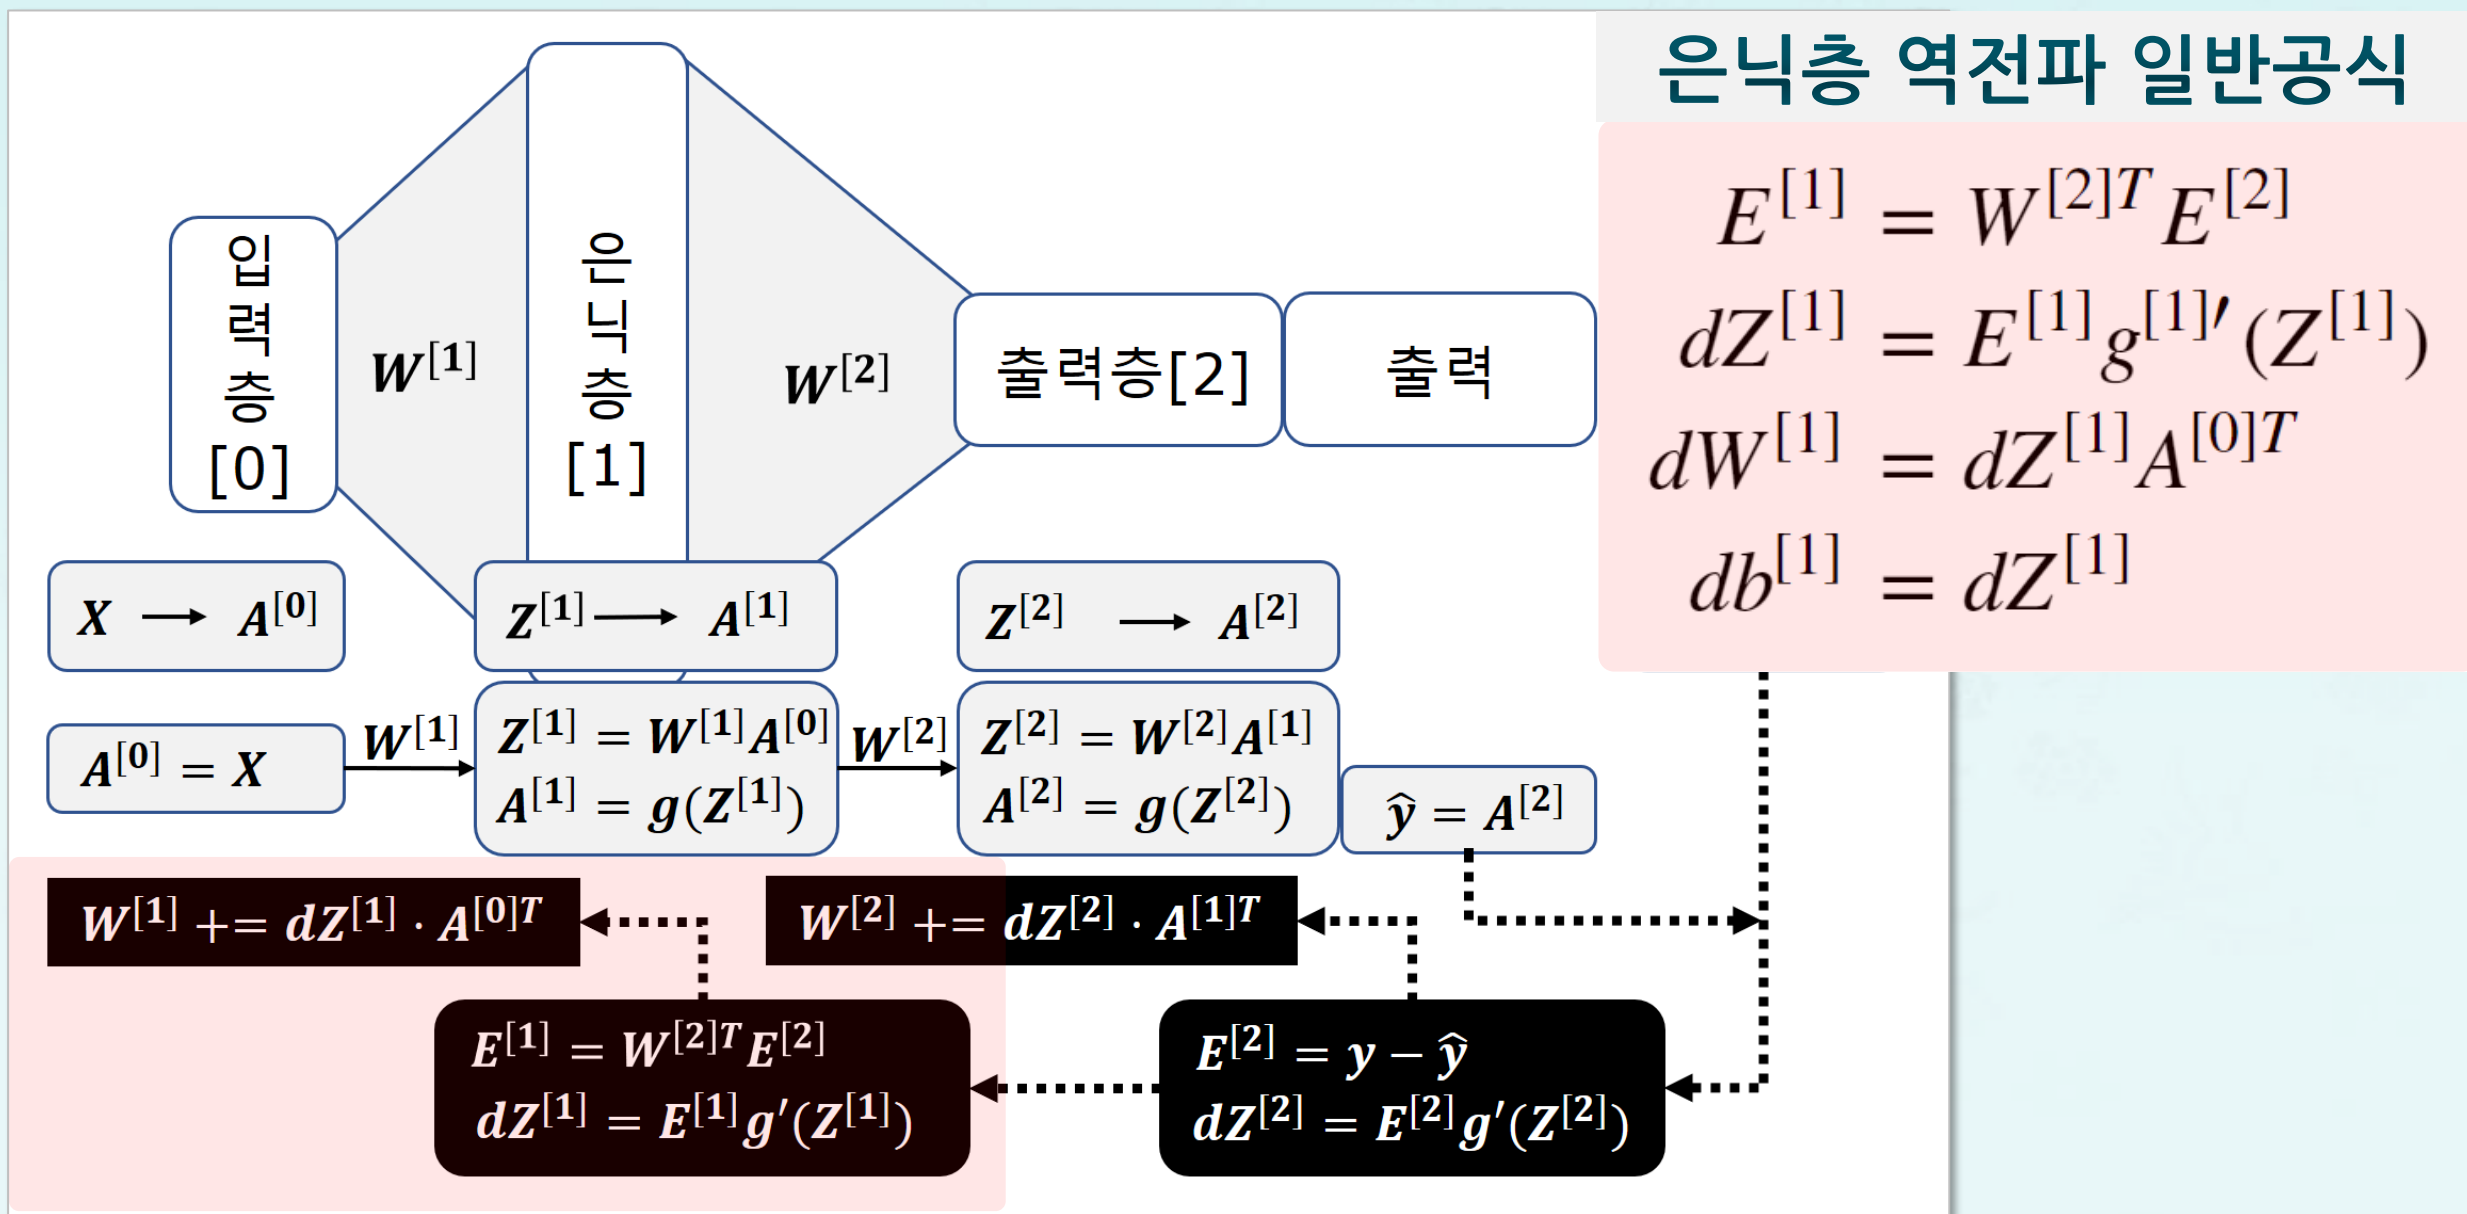 은닉층 역전파 일반공식
E^[1] = W^[2]T E^[2]
dZ^[1] = E^[1] g^[1]′(Z^[1])
dW^[1] = dZ^[1] A^[0]T
db^[1] = dZ^[1]
입
력
층
[0]
W^[1]
은
닉
층
[1]
W^[2]
출력층[2]
출력
X → A^[0]
Z^[1] → A^[1]
Z^[2] → A^[2]
A^[0] = X
W^[1]
Z^[1] = W^[1]A^[0]
A^[1] = g(Z^[1])
W^[2]
Z^[2] = W^[2]A^[1]
A^[2] = g(Z^[2])
ŷ = A^[2]
W^[1] += dZ^[1] · A^[0]T
W^[2] += dZ^[2] · A^[1]T
E^[1] = W^[2]T E^[2]
dZ^[1] = E^[1]g′(Z^[1])
E^[2] = y − ŷ
dZ^[2] = E^[2]g′(Z^[2])